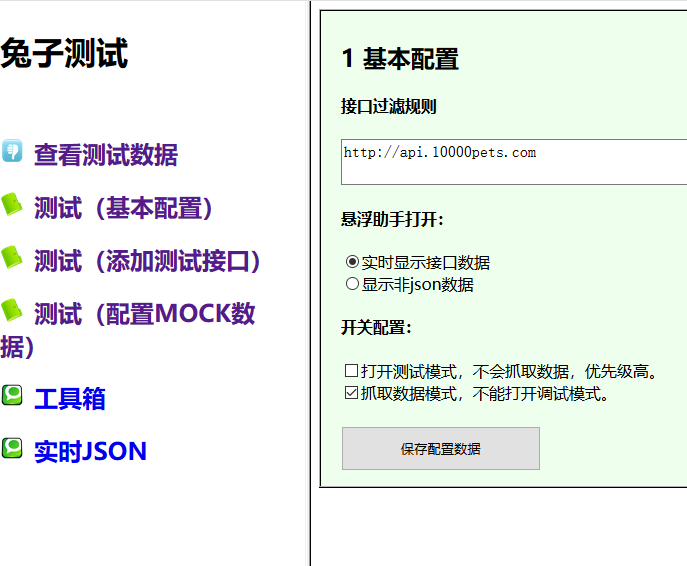 兔子测试
查看测试数据
测试（基本配置）
测试（添加测试接口）
测试（配置MOCK数
据）
工具箱
实时JSON
1 基本配置
接口过滤规则
http://api.10000pets.com
悬浮助手打开：
实时显示接口数据
显示非json数据
开关配置：
打开测试模式，不会抓取数据，优先级高。
抓取数据模式，不能打开调试模式。
保存配置数据